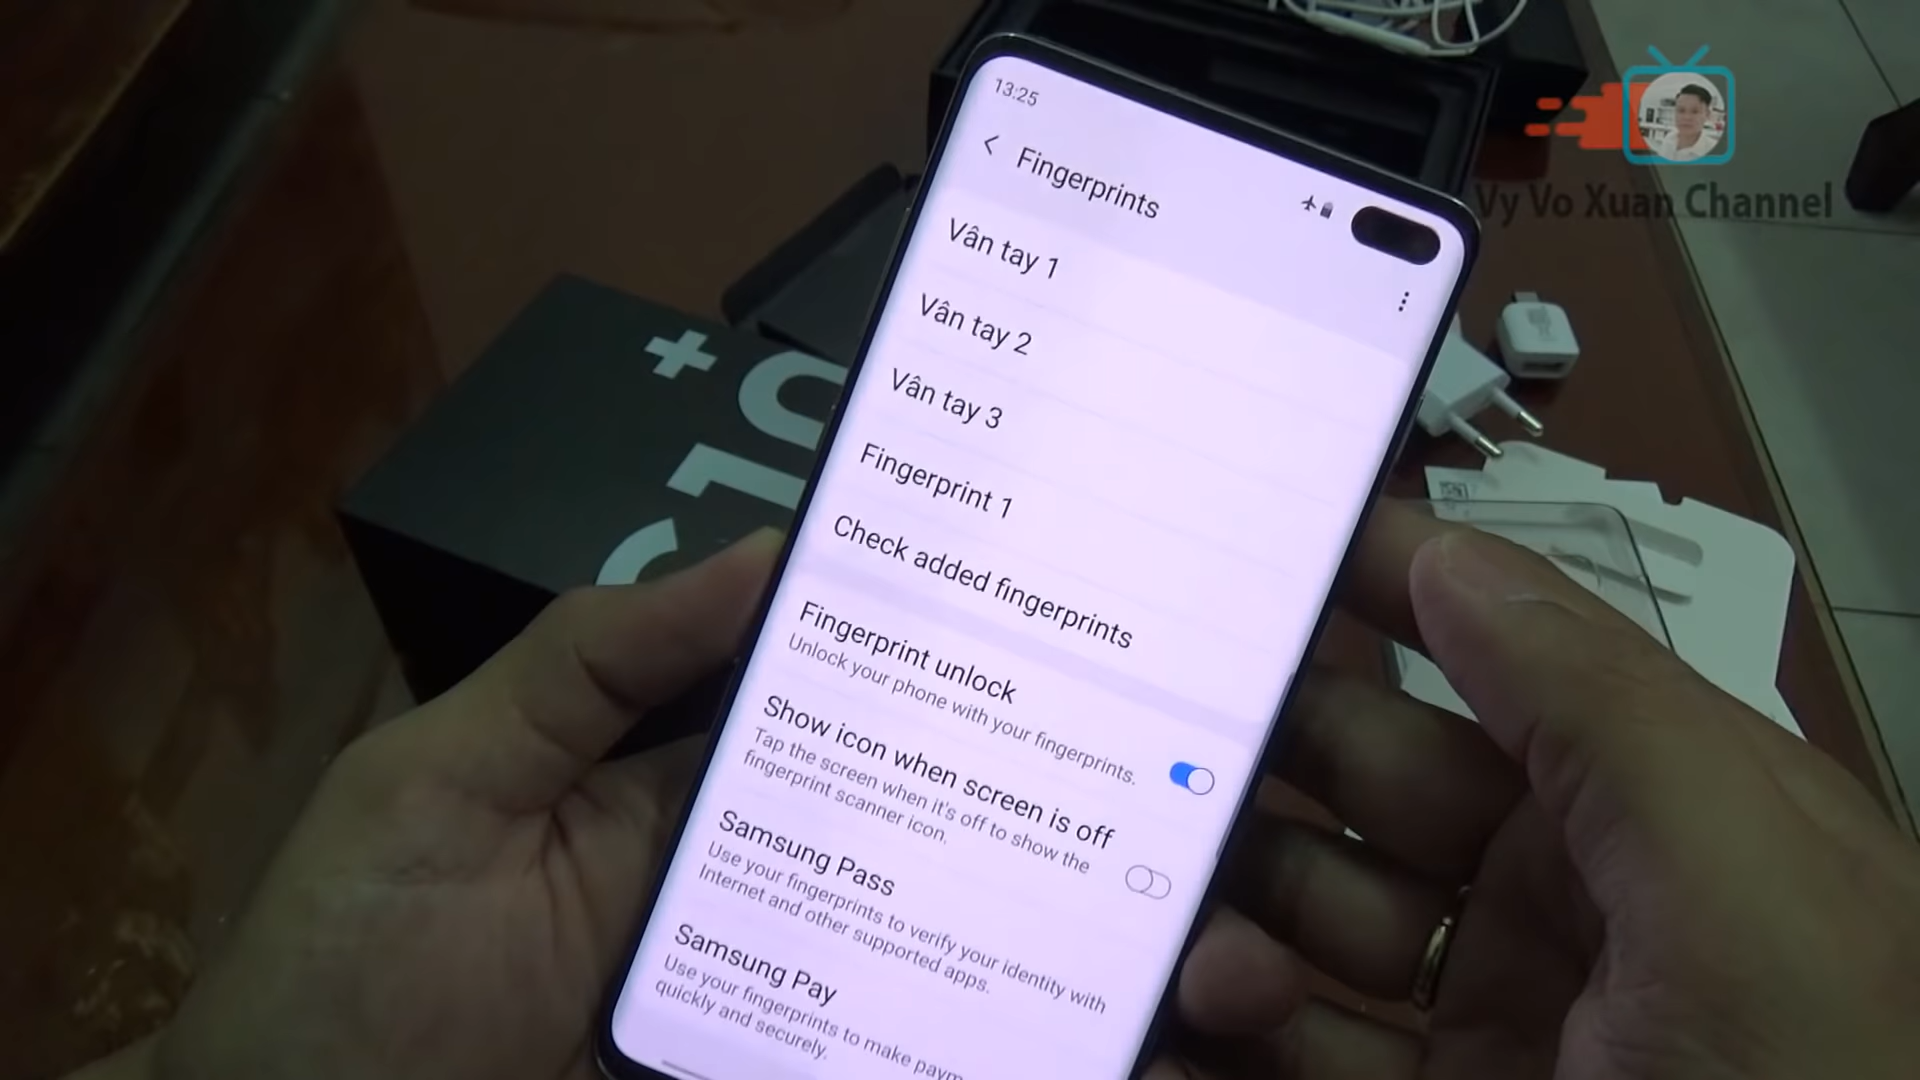 13:25
Fingerprints
Vân tay 1
Vân tay 2
Vân tay 3
Fingerprint 1
Check added fingerprints
Fingerprint unlock
Unlock your phone with your fingerprints.
Show icon when screen is off
Tap the screen when it's off to show the
fingerprint scanner icon.
Samsung Pass
Use your fingerprints to verify your identity with
Internet and other supported apps.
Samsung Pay
Use your fingerprints to make paym
quickly and securely.
Vy Vo Xuan Channel
S10+